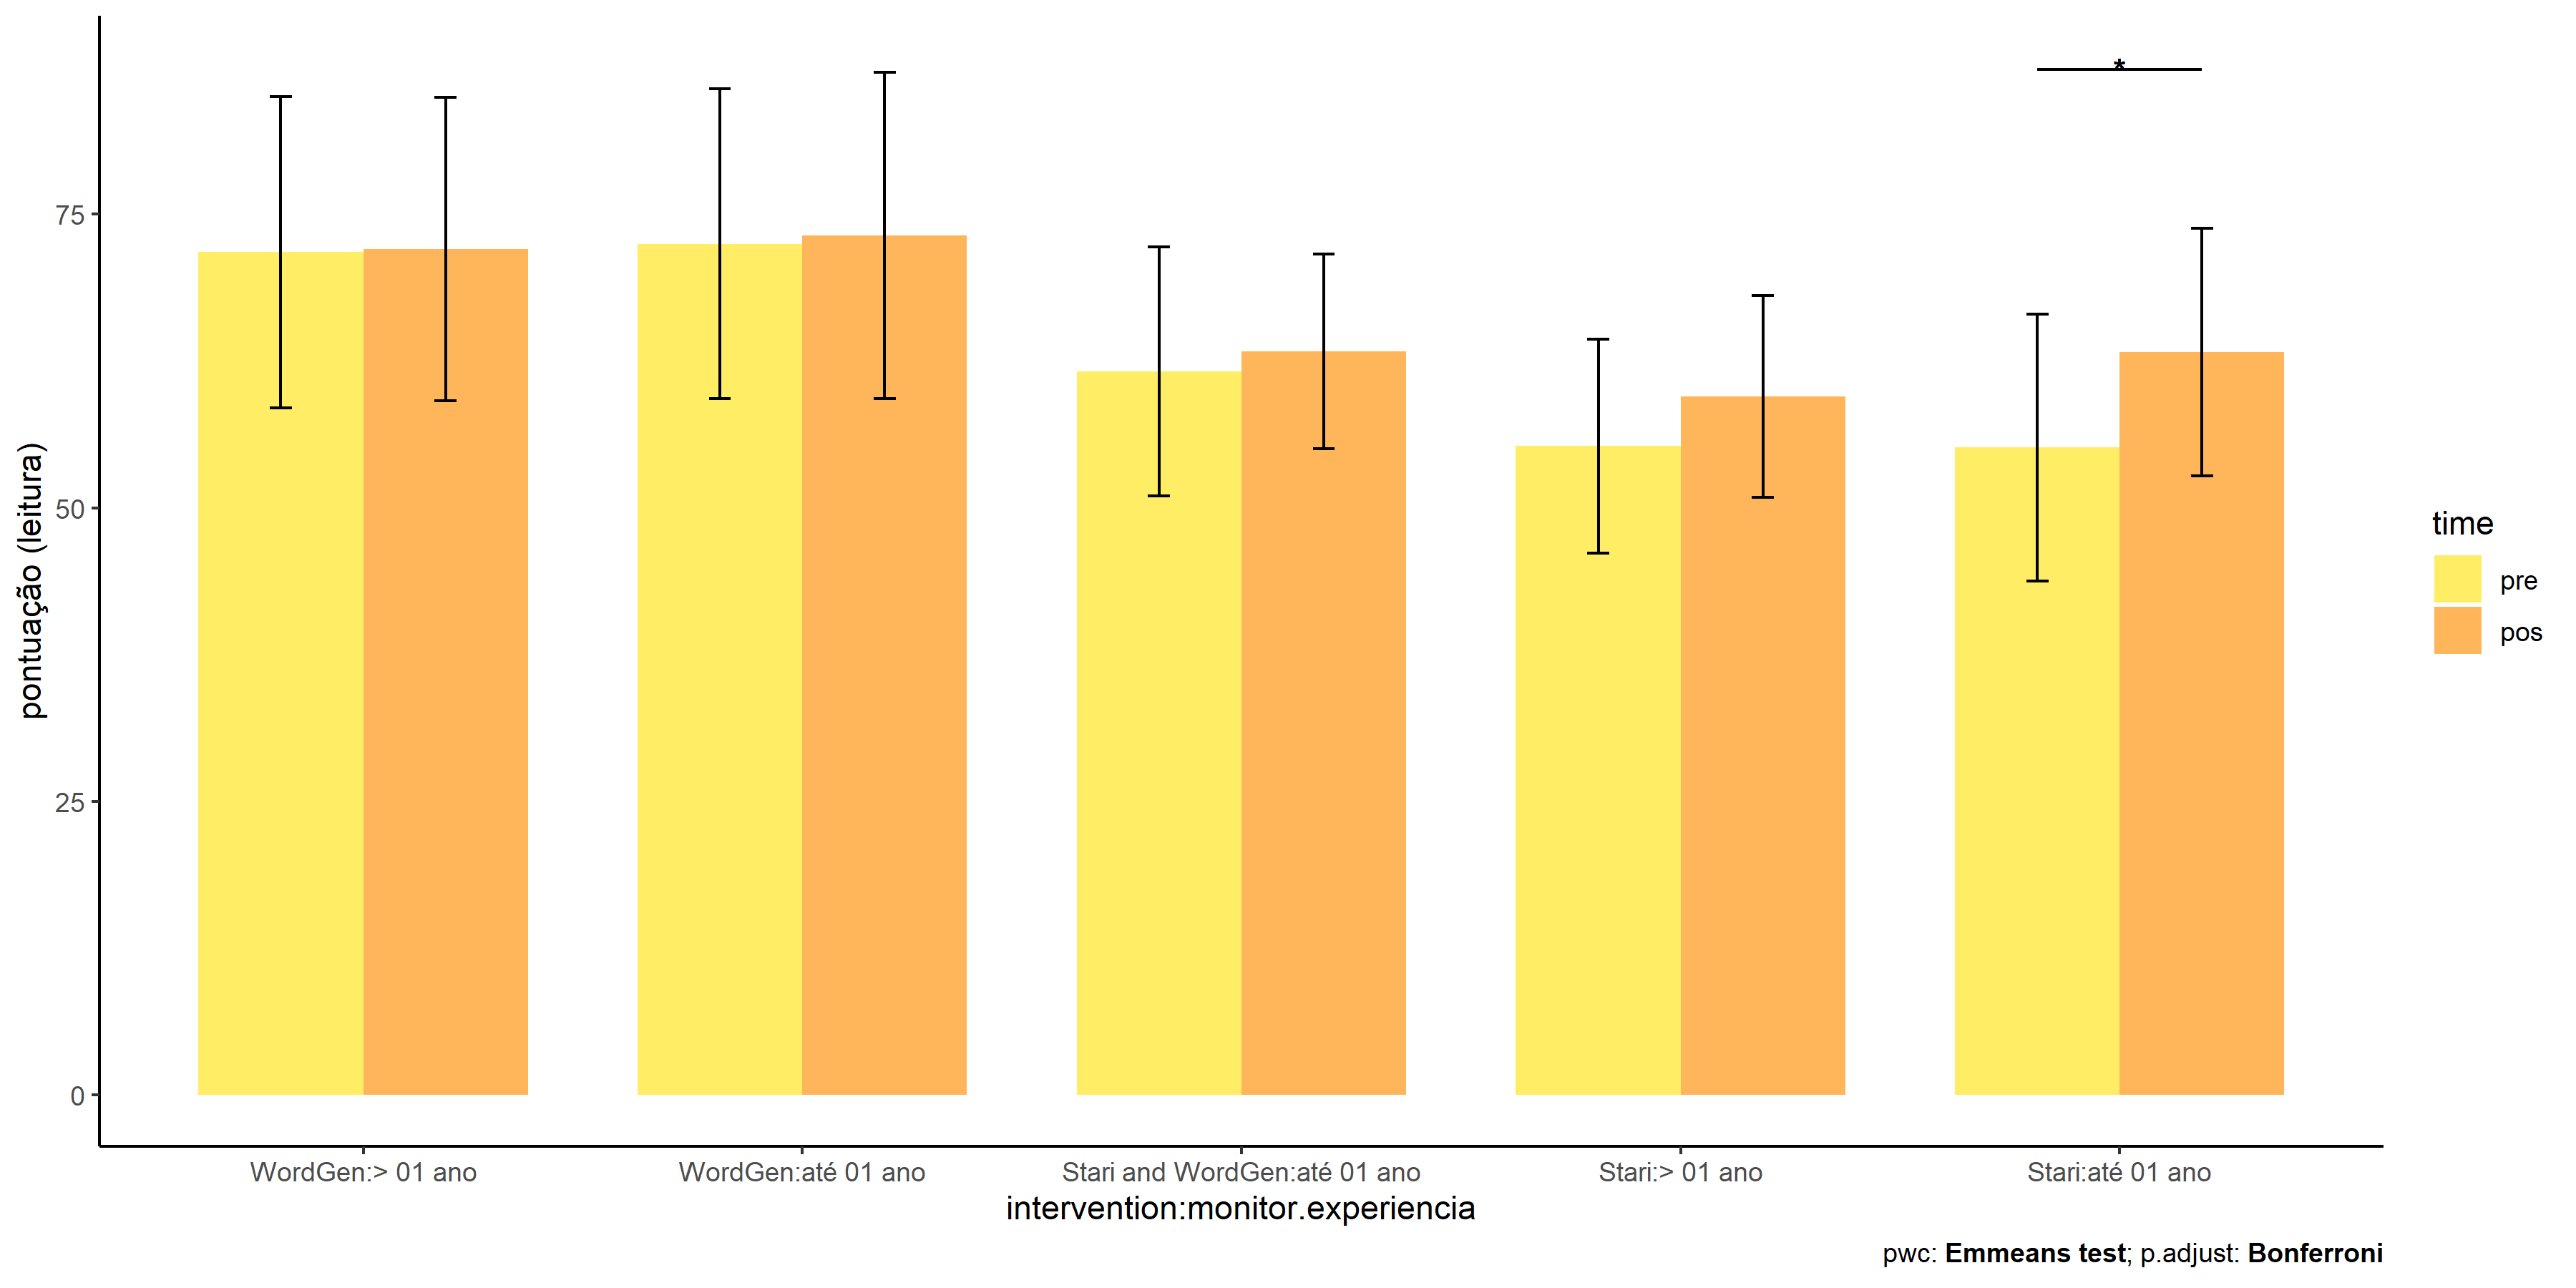 *
75
50
25
0
pontuação (leitura)
WordGen:> 01 ano
WordGen:até 01 ano
Stari and WordGen:até 01 ano
Stari:> 01 ano
Stari:até 01 ano
intervention:monitor.experiencia
time
pre
pos
pwc: Emmeans test; p.adjust: Bonferroni